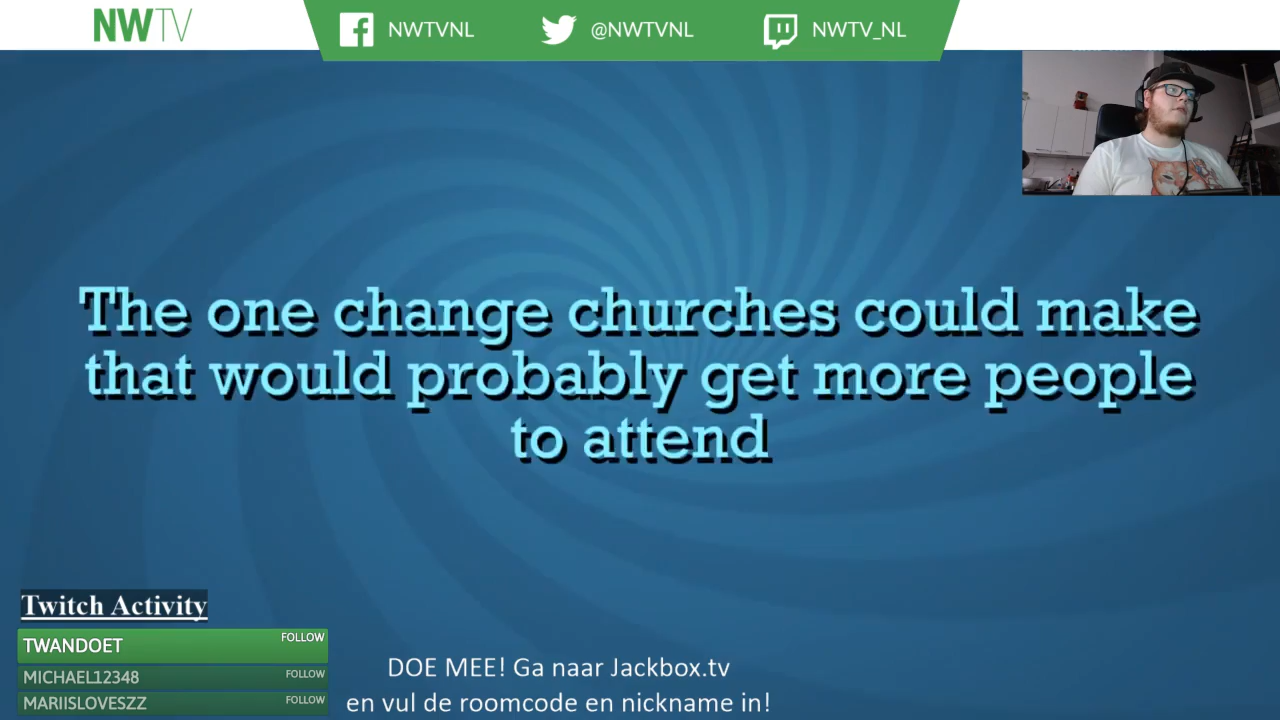 NWTV
NWTVNL
@NWTVNL
NWTV_NL
The one change churches could make
that would probably get more people
to attend
Twitch Activity
TWANDOET FOLLOW
MICHAEL12348 FOLLOW
MARIISLOVESZZ FOLLOW
DOE MEE! Ga naar Jackbox.tv
en vul de roomcode en nickname in!